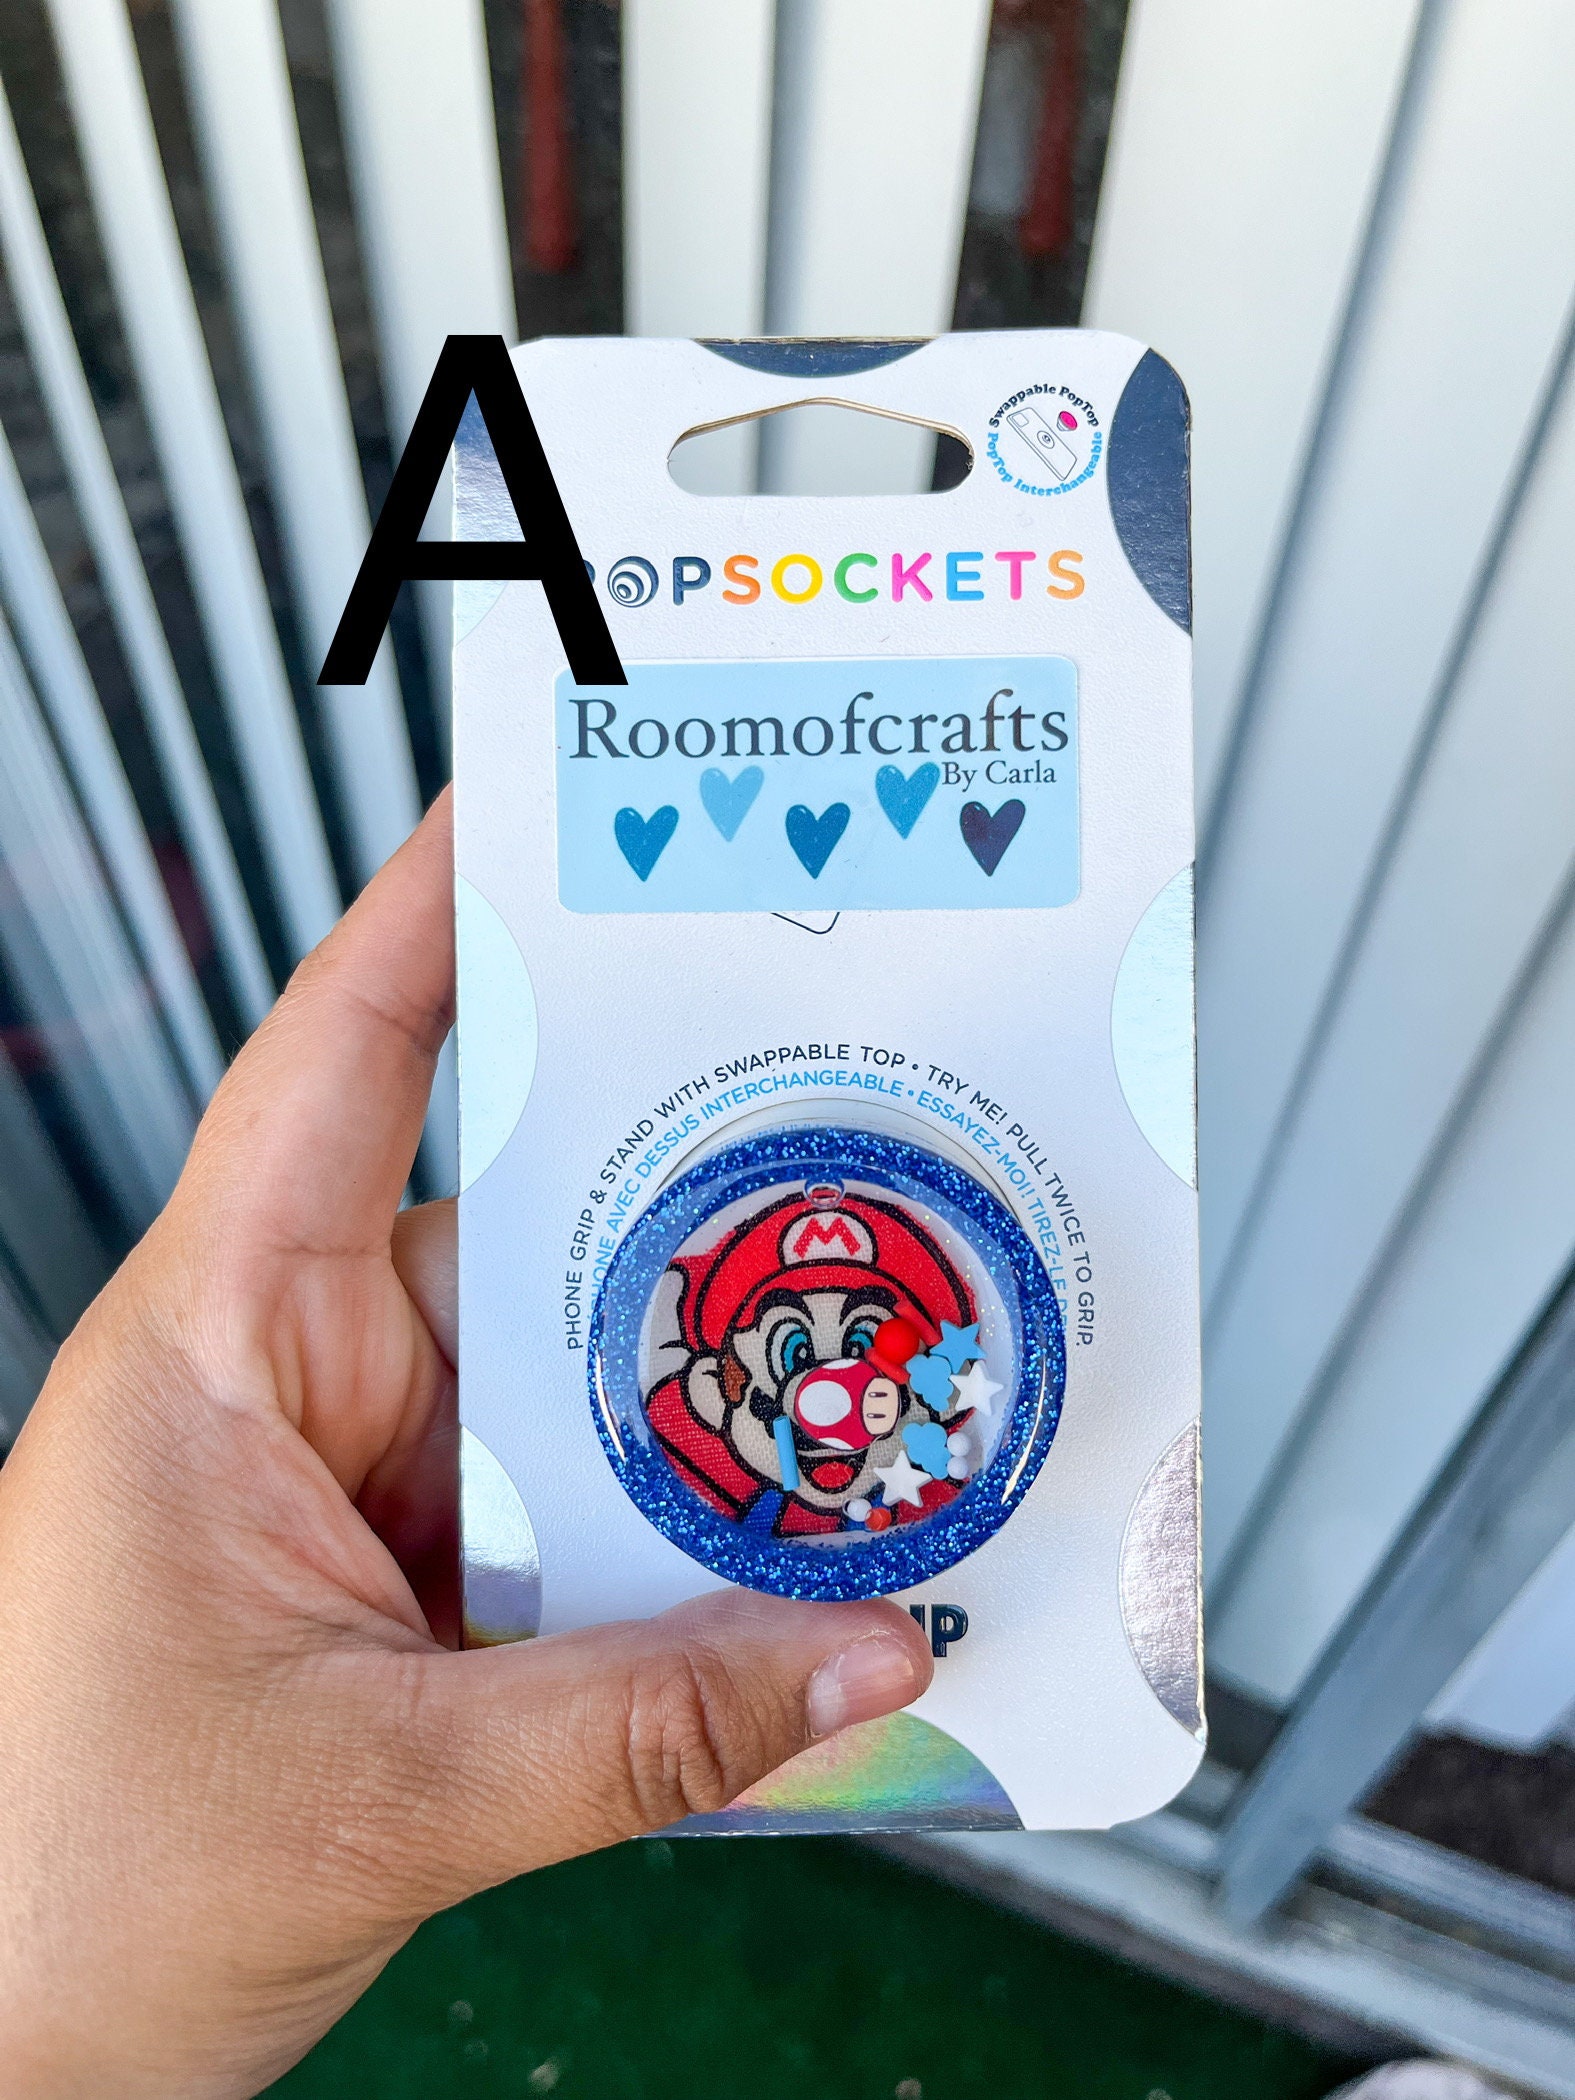 A
Swappable PopTop
PopTop Interchangeable
POPSOCKETS
Roomofcrafts
By Carla
PHONE GRIP & STAND WITH SWAPPABLE TOP • TRY ME! PULL TWICE TO GRIP.
AVEC DESSUS INTERCHANGEABLE • ESSAYEZ-MOI! TIREZ-LE
M